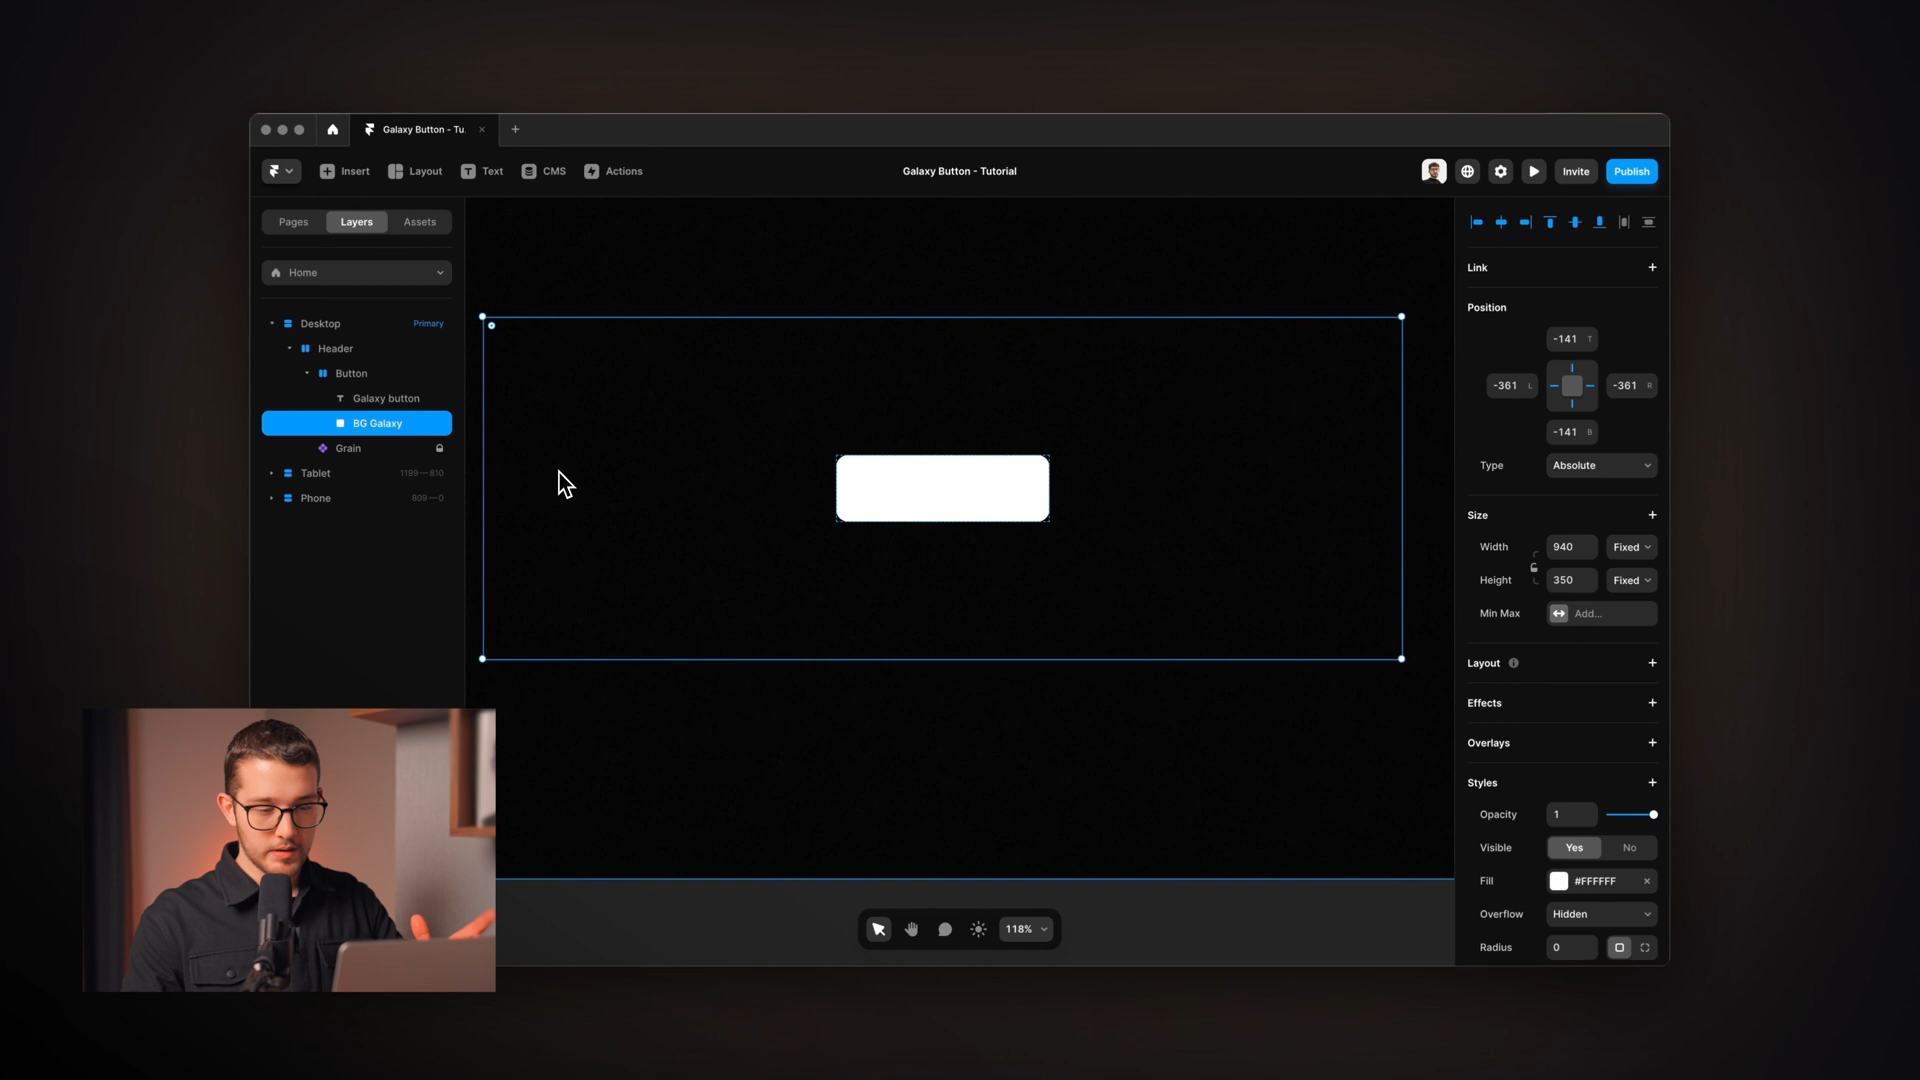 Galaxy Button - Tu.
Insert
Layout
Text
CMS
Actions
Galaxy Button - Tutorial
Invite
Publish
Pages
Layers
Assets
Home
Desktop
Primary
Header
Button
Galaxy button
BG Galaxy
Grain
Tablet
1199—810
Phone
809—0
Link
Position
-141 T
-361 L
-361 R
-141 B
Type
Absolute
Size
Width
940
Fixed
Height
350
Fixed
Min Max
Add...
Layout
Effects
Overlays
Styles
Opacity
1
Visible
Yes
No
Fill
#FFFFFF
Overflow
Hidden
Radius
0
118%